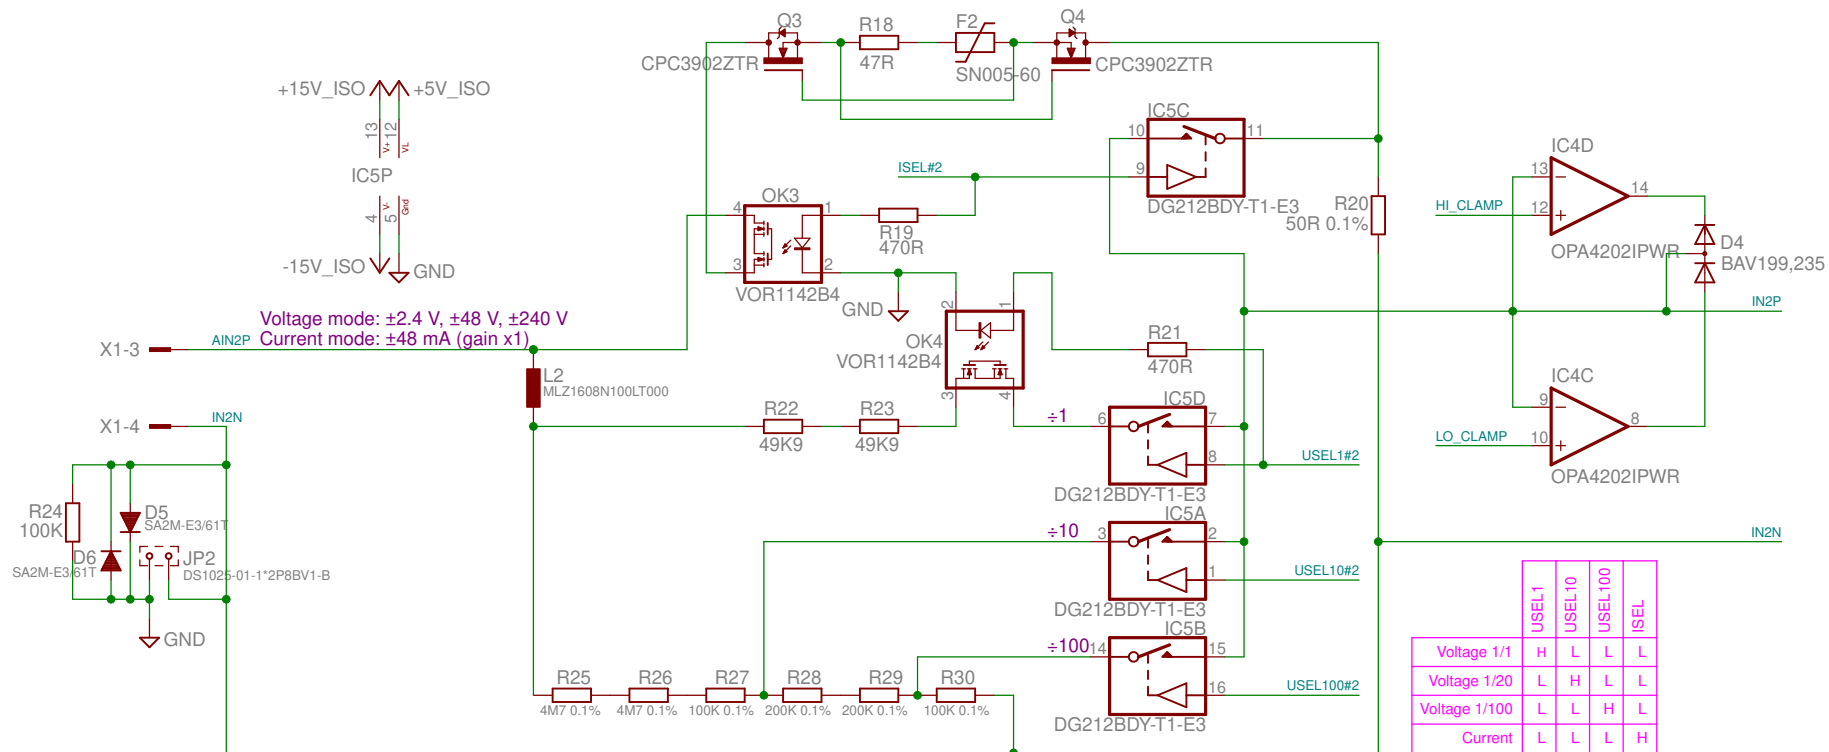 Q3
R18
47R
F2
SN005-60
Q4
CPC3902ZTR
CPC3902ZTR
+15V_ISO
+5V_ISO
13
12
V+
VL
IC5P
4
5
V-
Gnd
-15V_ISO
GND
IC5C
10
11
9
DG212BDY-T1-E3
ISEL#2
OK3
4
1
3
2
VOR1142B4
R19
470R
GND
R20
50R 0.1%
IC4D
13
14
12
HI_CLAMP
OPA4202IPWR
D4
BAV199,235
IN2P
Voltage mode: ±2.4 V, ±48 V, ±240 V
Current mode: ±48 mA (gain x1)
X1-3
AIN2P
L2
MLZ1608N100LT000
OK4
VOR1142B4
2
1
3
4
R21
470R
IC4C
9
8
10
LO_CLAMP
OPA4202IPWR
X1-4
IN2N
R22
49K9
R23
49K9
÷1
IC5D
6
7
8
USEL1#2
DG212BDY-T1-E3
R24
100K
D5
SA2M-E3/61T
D6
SA2M-E3/61T
JP2
DS1025-01-1*2P8BV1-B
GND
÷10
IC5A
3
2
1
USEL10#2
DG212BDY-T1-E3
IN2N
÷100
IC5B
14
15
16
USEL100#2
DG212BDY-T1-E3
R25
4M7 0.1%
R26
4M7 0.1%
R27
100K 0.1%
R28
200K 0.1%
R29
200K 0.1%
R30
100K 0.1%
USEL1 USEL10 USEL100 ISEL
Voltage 1/1 H L L L
Voltage 1/20 L H L L
Voltage 1/100 L L H L
Current L L L H